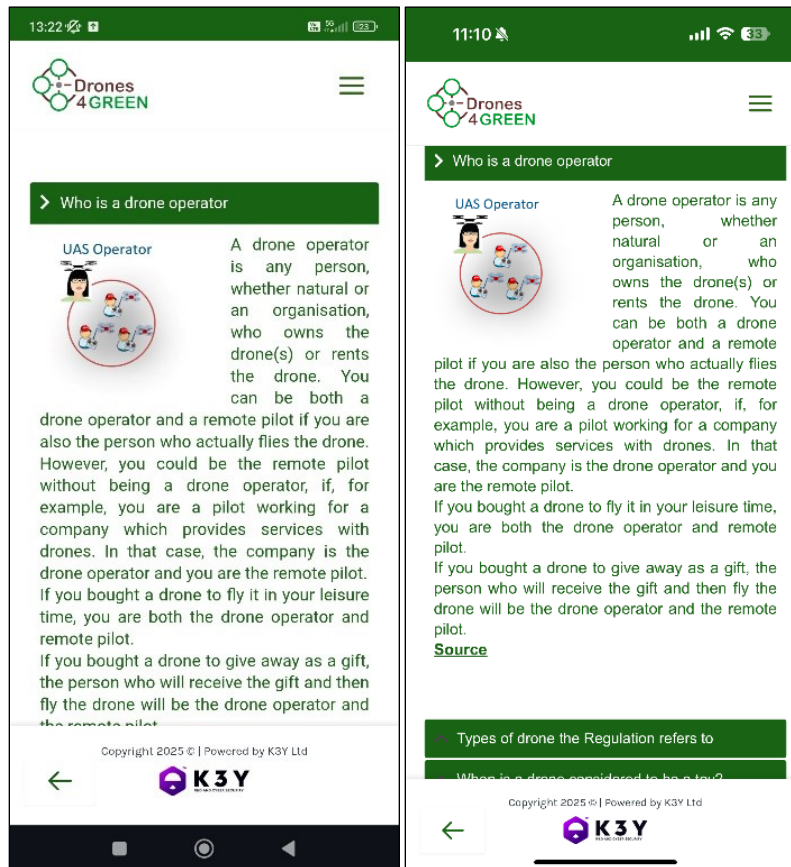 13:22
5G
23
Drones
4GREEN
Who is a drone operator
UAS Operator
A drone operator
is any person,
whether natural or
an organisation,
who owns the
drone(s) or rents
the drone. You
can be both a
drone operator and a remote pilot if you are
also the person who actually flies the drone.
However, you could be the remote pilot
without being a drone operator, if, for
example, you are a pilot working for a
company which provides services with
drones. In that case, the company is the
drone operator and you are the remote pilot.
If you bought a drone to fly it in your leisure
time, you are both the drone operator and
remote pilot.
If you bought a drone to give away as a gift,
the person who will receive the gift and then
fly the drone will be the drone operator and
the remote pilot
Copyright 2025 © | Powered by K3Y Ltd
K3Y
11:10
33
Drones
4GREEN
Who is a drone operator
UAS Operator
A drone operator is any
person, whether
natural or an
organisation, who
owns the drone(s) or
rents the drone. You
can be both a drone
operator and a remote
pilot if you are also the person who actually flies
the drone. However, you could be the remote
pilot without being a drone operator, if, for
example, you are a pilot working for a company
which provides services with drones. In that
case, the company is the drone operator and you
are the remote pilot.
If you bought a drone to fly it in your leisure time,
you are both the drone operator and remote
pilot.
If you bought a drone to give away as a gift, the
person who will receive the gift and then fly the
drone will be the drone operator and the remote
pilot.
Source
Types of drone the Regulation refers to
When is a drone considered to be a toy?
Copyright 2025 © | Powered by K3Y Ltd
K3Y